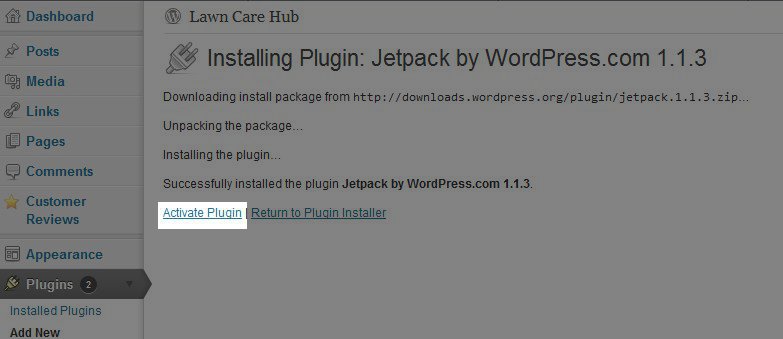 Dashboard
Posts
Media
Links
Pages
Comments
Customer
Reviews
Appearance
Plugins 2
Installed Plugins
Add New
Lawn Care Hub
Installing Plugin: Jetpack by WordPress.com 1.1.3
Downloading install package from http://downloads.wordpress.org/plugin/jetpack.1.1.3.zip…
Unpacking the package…
Installing the plugin…
Successfully installed the plugin Jetpack by WordPress.com 1.1.3.
Activate Plugin | Return to Plugin Installer